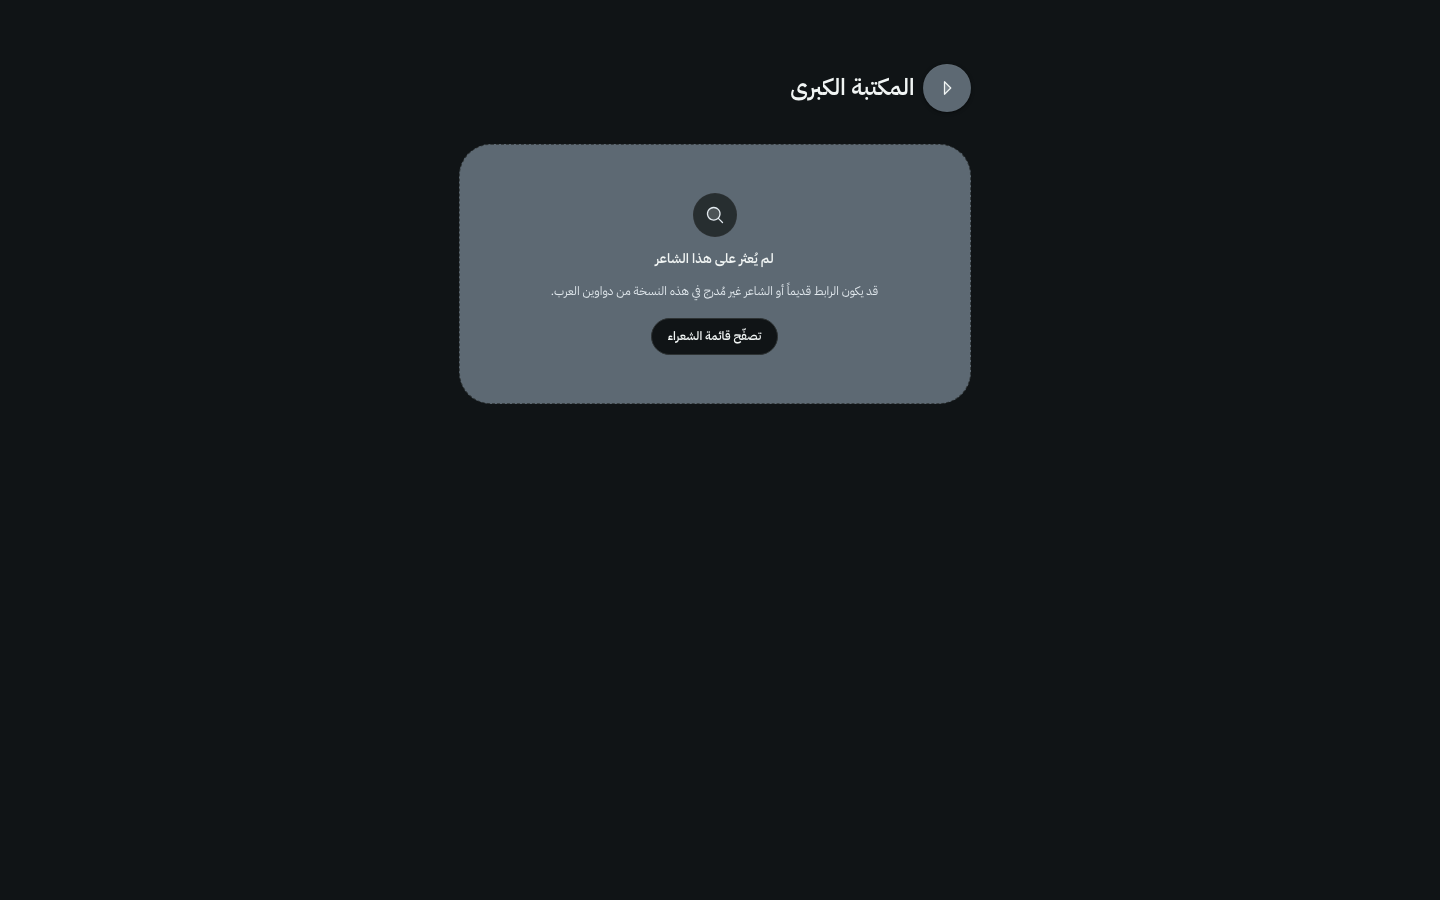 المكتبة الكبرى
لم يُعثر على هذا الشاعر
قد يكون الرابط قديماً أو الشاعر غير مُدرج في هذه النسخة من دواوين العرب.
تصفّح قائمة الشعراء